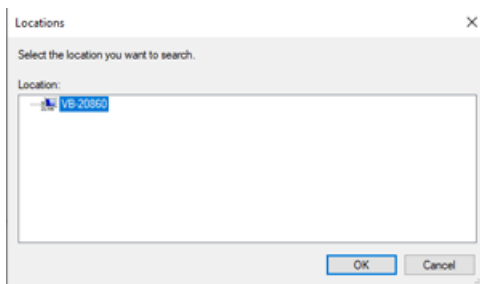 Locations
Select the location you want to search.
Location:
VB-20860
OK
Cancel